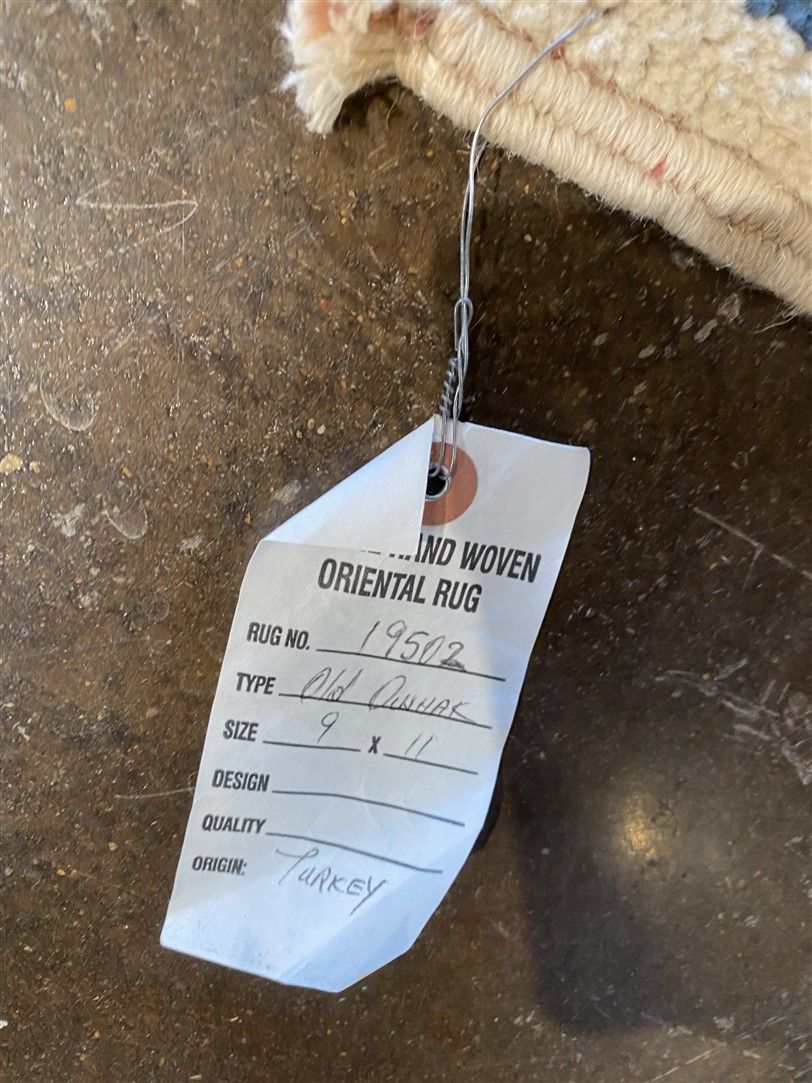 HAND WOVEN
ORIENTAL RUG
RUG NO. 19502
TYPE Old Oushak
SIZE 9 x 11
DESIGN
QUALITY
ORIGIN: TURKEY